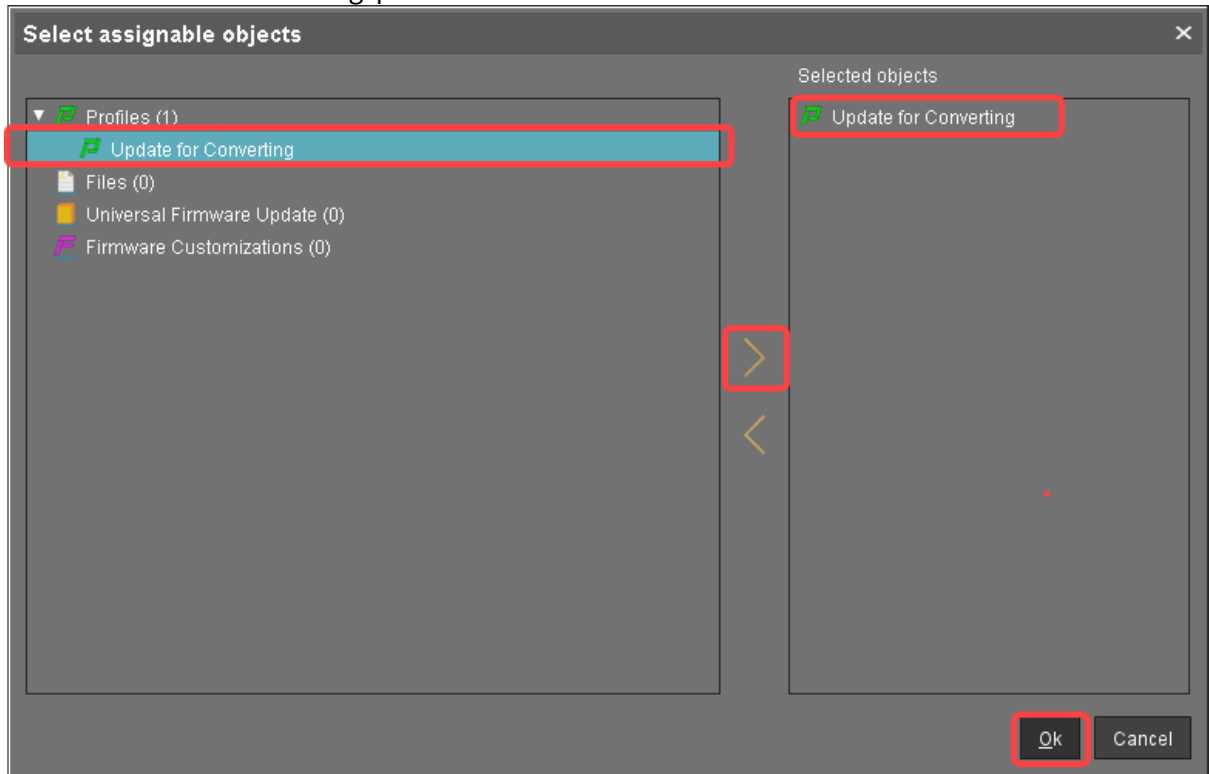 Select assignable objects
Selected objects
Profiles (1)
Update for Converting
Files (0)
Universal Firmware Update (0)
Firmware Customizations (0)
Update for Converting
Ok
Cancel